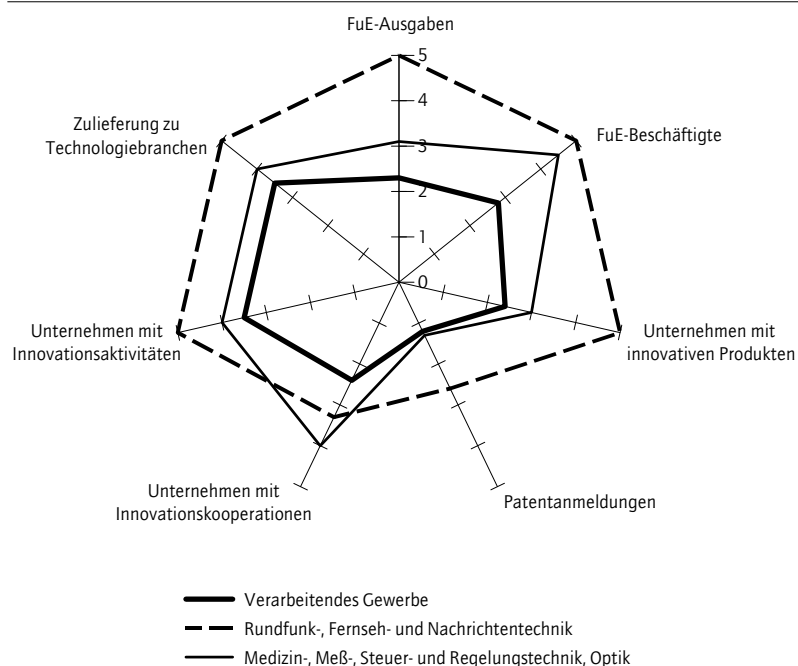 FuE-Ausgaben
5
4
3
2
1
0
FuE-Beschäftigte
Zulieferung zu
Technologiebranchen
Unternehmen mit
Innovationsaktivitäten
Unternehmen mit
innovativen Produkten
Unternehmen mit
Innovationskooperationen
Patentanmeldungen
Verarbeitendes Gewerbe
Rundfunk-, Fernseh- und Nachrichtentechnik
Medizin-, Meß-, Steuer- und Regelungstechnik, Optik